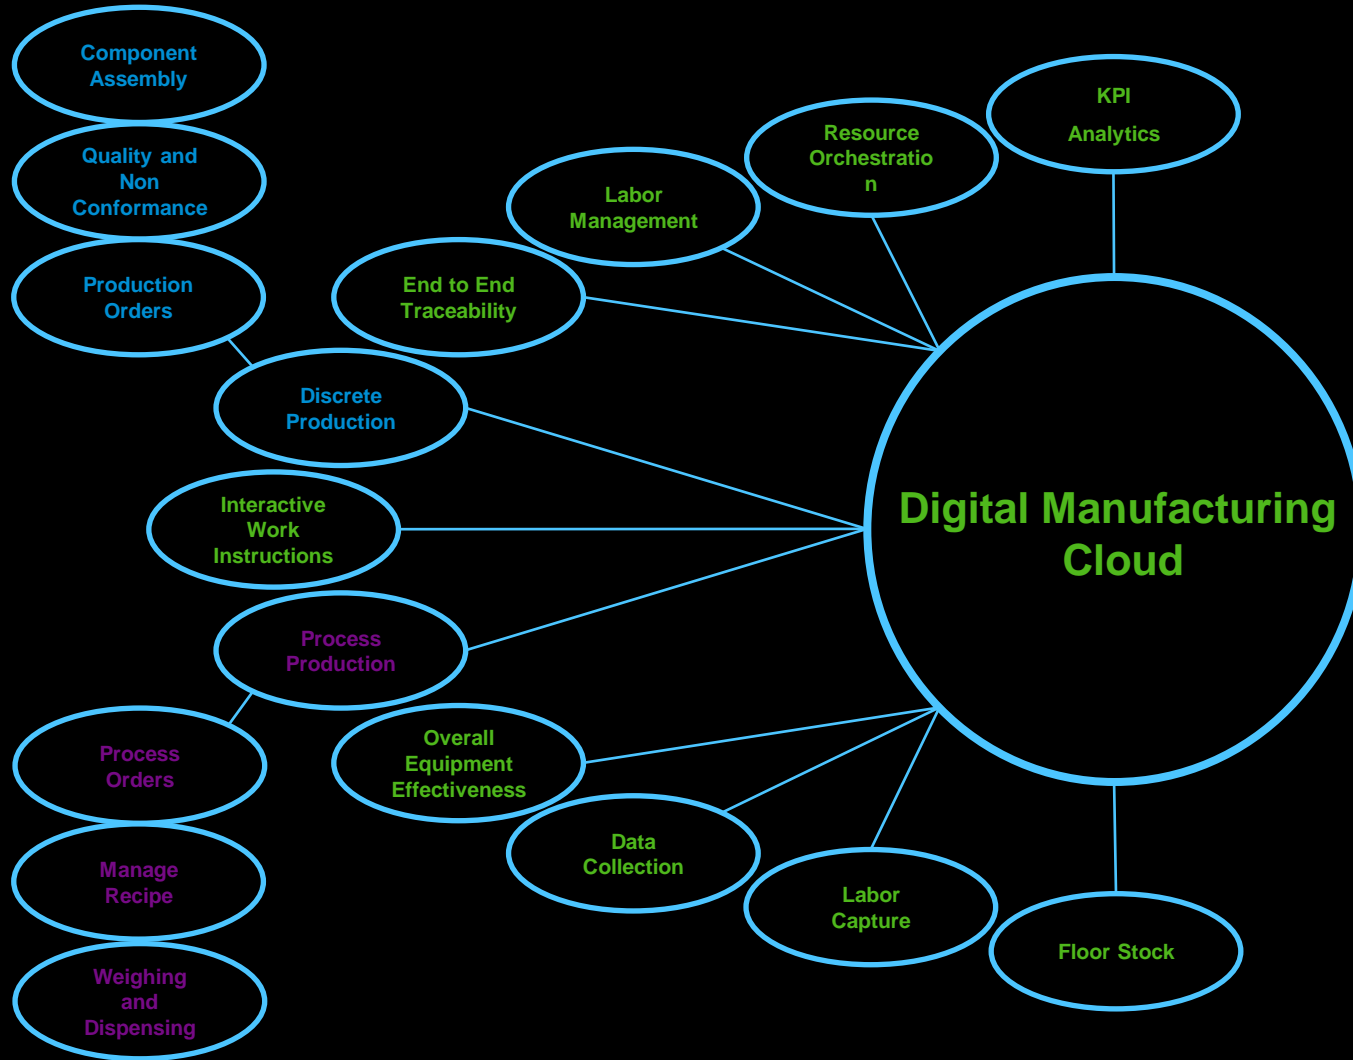 Component
Assembly
Quality and
Non
Conformance
Production
Orders
Discrete
Production
Interactive
Work
Instructions
Process
Production
Process
Orders
Manage
Recipe
Weighing
and
Dispensing
End to End
Traceability
Labor
Management
Resource
Orchestratio
n
KPI
Analytics
Digital Manufacturing
Cloud
Overall
Equipment
Effectiveness
Data
Collection
Labor
Capture
Floor Stock